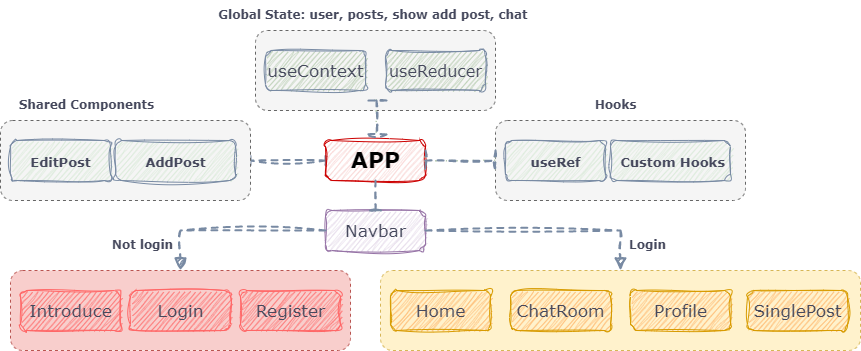 Global State: user, posts, show add post, chat
useContext
useReducer
Shared Components
Hooks
EditPost
AddPost
APP
useRef
Custom Hooks
Navbar
Not login
Login
Introduce
Login
Register
Home
ChatRoom
Profile
SinglePost